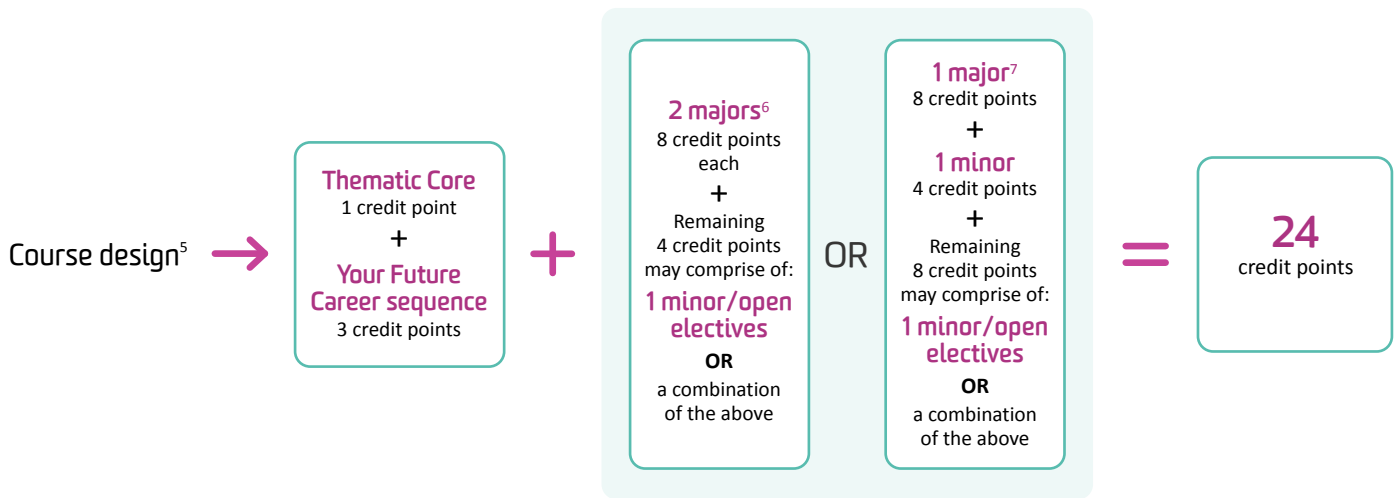 Course design5
Thematic Core
1 credit point
+
Your Future
Career sequence
3 credit points
+
2 majors6
8 credit points
each
+
Remaining
4 credit points
may comprise of:
1 minor/open
electives
OR
a combination
of the above
OR
1 major7
8 credit points
+
1 minor
4 credit points
+
Remaining
8 credit points
may comprise of:
1 minor/open
electives
OR
a combination
of the above
=
24
credit points